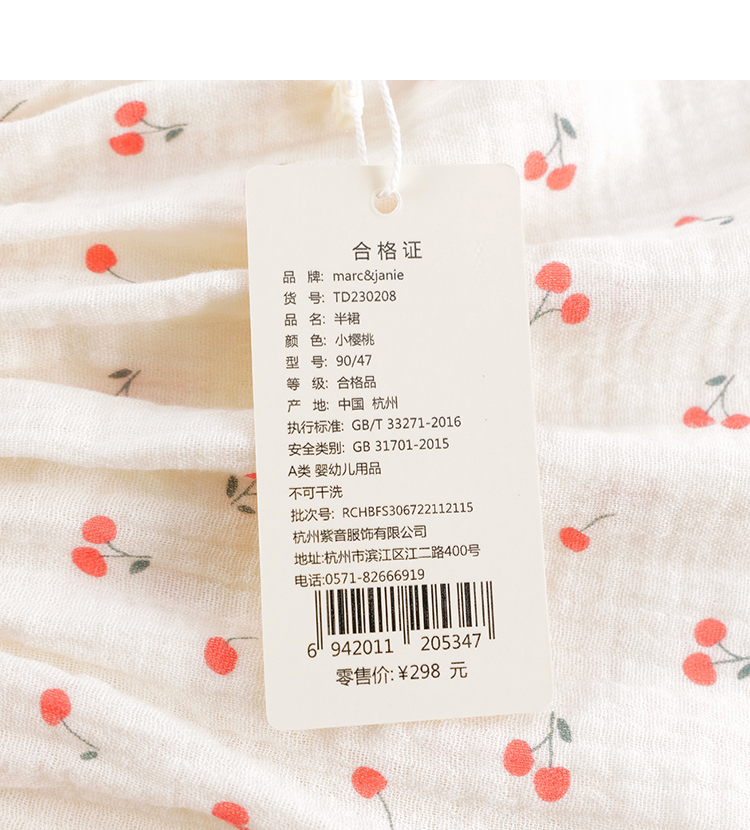 合格证
品 牌: marc&janie
货 号: TD230208
品 名: 半裙
颜 色: 小樱桃
型 号: 90/47
等 级: 合格品
产 地: 中国 杭州
执行标准: GB/T 33271-2016
安全类别: GB 31701-2015
A类 婴幼儿用品
不可干洗
批次号: RCHBFS306722112115
杭州紫音服饰有限公司
地址:杭州市滨江区江二路400号
电话:0571-82666919
6 942011 205347
零售价:¥298 元